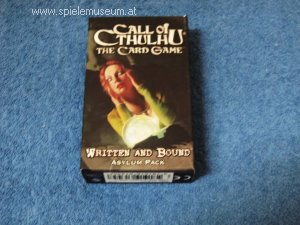 www.spielemuseum.at
CALL OF
CTHULHU
THE CARD GAME
WRITTEN AND BOUND
ASYLUM PACK